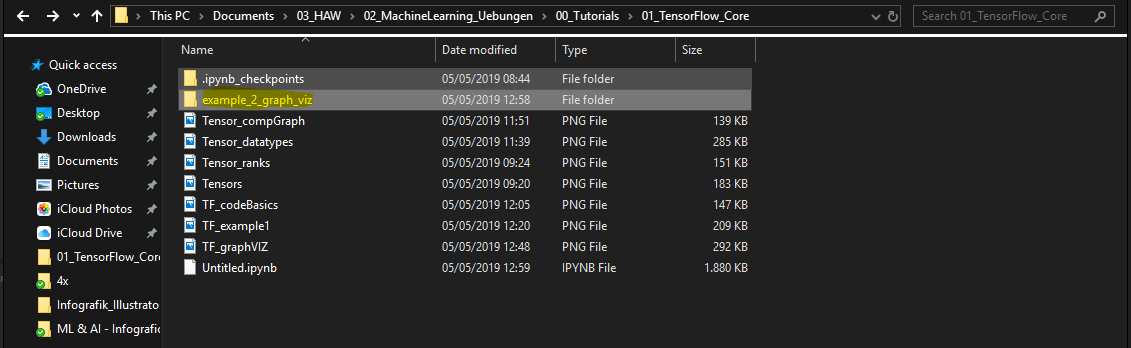 This PC > Documents > 03_HAW > 02_MachineLearning_Uebungen > 00_Tutorials > 01_TensorFlow_Core
Search 01_TensorFlow_Core
Name Date modified Type Size
Quick access
OneDrive
Desktop
Downloads
Documents
Pictures
iCloud Photos
iCloud Drive
01_TensorFlow_Core
4x
Infografik_Illustrato
ML & AI - Infografic
.ipynb_checkpoints 05/05/2019 08:44 File folder
example_2_graph_viz 05/05/2019 12:58 File folder
Tensor_compGraph 05/05/2019 11:51 PNG File 139 KB
Tensor_datatypes 05/05/2019 11:39 PNG File 285 KB
Tensor_ranks 05/05/2019 09:24 PNG File 151 KB
Tensors 05/05/2019 09:20 PNG File 183 KB
TF_codeBasics 05/05/2019 12:05 PNG File 147 KB
TF_example1 05/05/2019 12:20 PNG File 209 KB
TF_graphVIZ 05/05/2019 12:48 PNG File 292 KB
Untitled.ipynb 05/05/2019 12:59 IPYNB File 1.880 KB